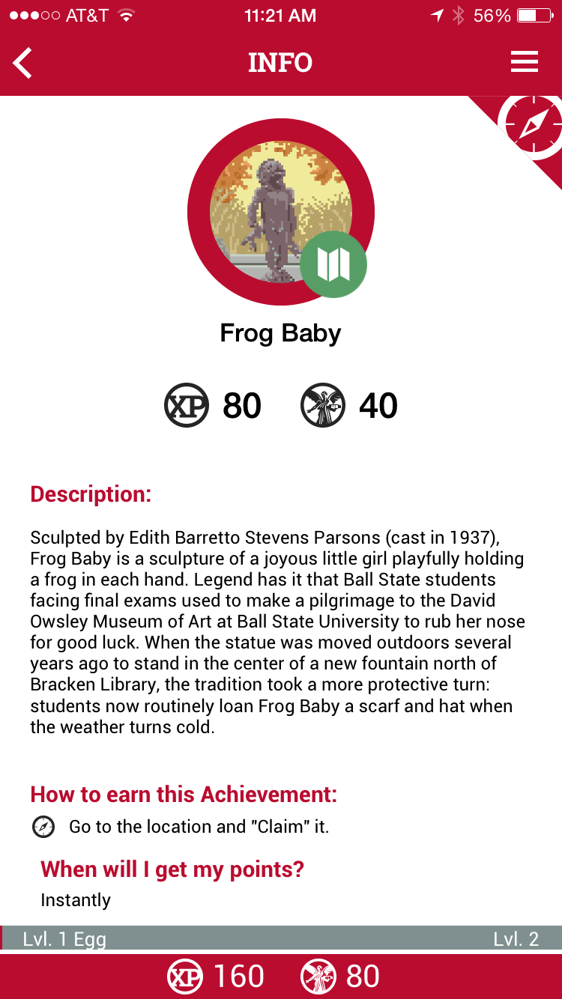 AT&T 11:21 AM 56%
INFO
Frog Baby
XP 80 40
Description:
Sculpted by Edith Barretto Stevens Parsons (cast in 1937),
Frog Baby is a sculpture of a joyous little girl playfully holding
a frog in each hand. Legend has it that Ball State students
facing final exams used to make a pilgrimage to the David
Owsley Museum of Art at Ball State University to rub her nose
for good luck. When the statue was moved outdoors several
years ago to stand in the center of a new fountain north of
Bracken Library, the tradition took a more protective turn:
students now routinely loan Frog Baby a scarf and hat when
the weather turns cold.
How to earn this Achievement:
Go to the location and "Claim" it.
When will I get my points?
Instantly
Lvl. 1 Egg Lvl. 2
XP 160 80